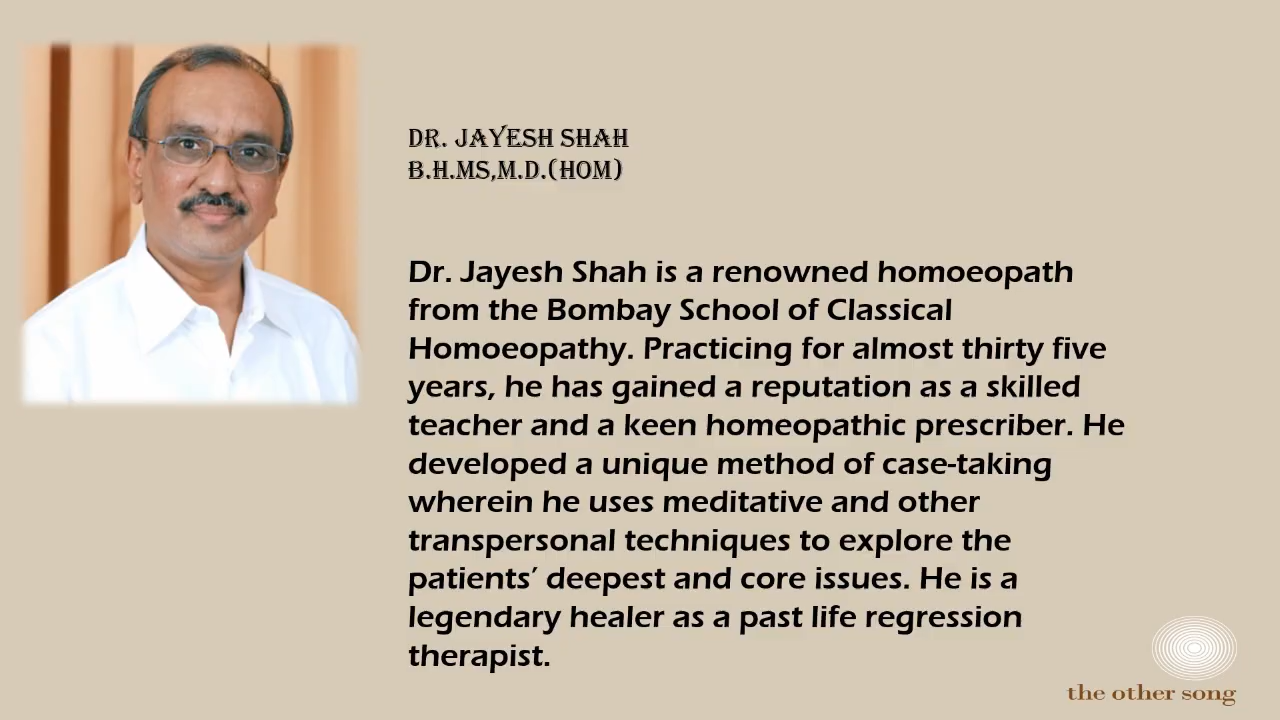 DR. JAYESH SHAH
B.H.MS,M.D.(HOM)
Dr. Jayesh Shah is a renowned homoeopath
from the Bombay School of Classical
Homoeopathy. Practicing for almost thirty five
years, he has gained a reputation as a skilled
teacher and a keen homeopathic prescriber. He
developed a unique method of case-taking
wherein he uses meditative and other
transpersonal techniques to explore the
patients’ deepest and core issues. He is a
legendary healer as a past life regression
therapist.
the other song